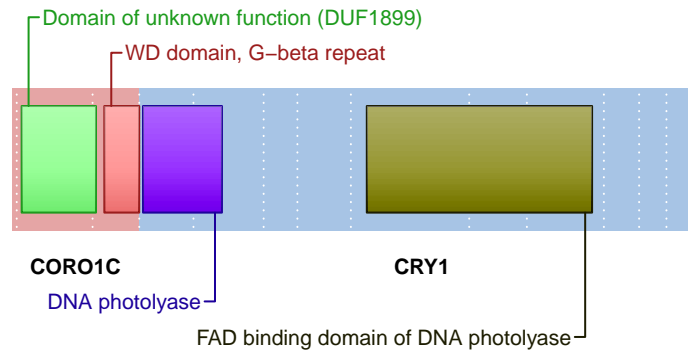 Domain of unknown function (DUF1899)
WD domain, G−beta repeat
CORO1C
CRY1
DNA photolyase
FAD binding domain of DNA photolyase